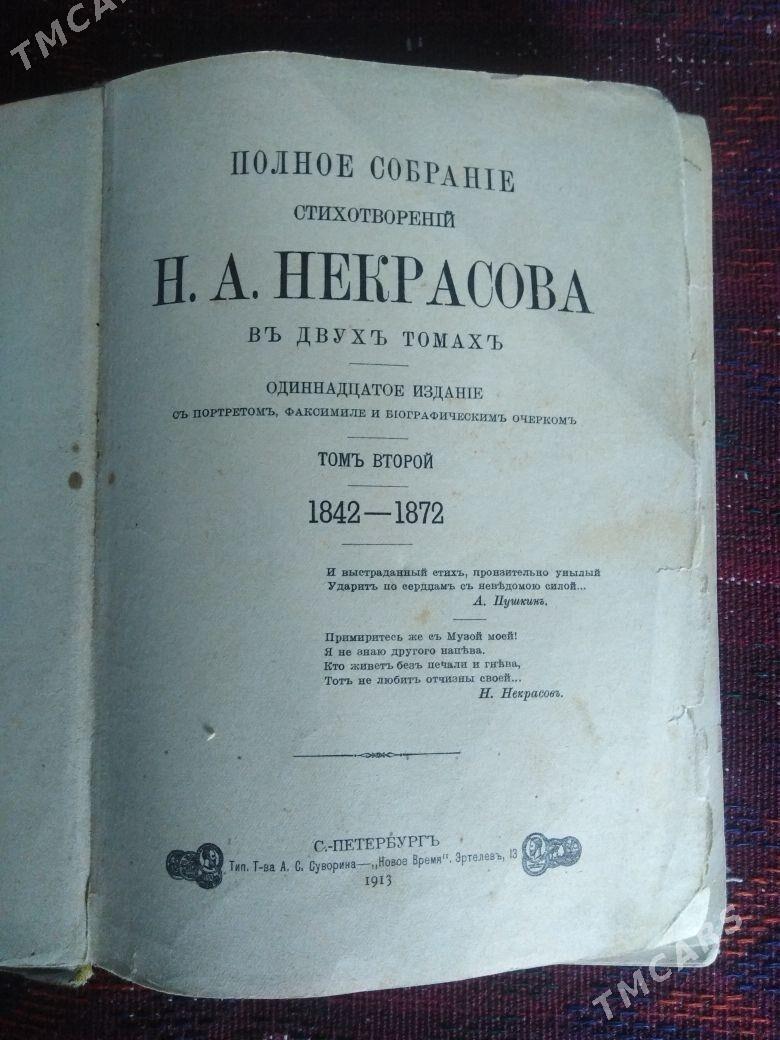 TMCARS
ПОЛНОЕ СОБРАНІЕ
СТИХОТВОРЕНІЙ
Н. А. НЕКРАСОВА
ВЪ ДВУХЪ ТОМАХЪ
ОДИННАДЦАТОЕ ИЗДАНІЕ
СЪ ПОРТРЕТОМЪ, ФАКСИМИЛЕ И БІОГРАФИЧЕСКИМЪ ОЧЕРКОМЪ
ТОМЪ ВТОРОЙ
1842—1872
И выстраданный стихъ, пронзительно унылый
Ударитъ по сердцамъ съ невѣдомою силой...
А. Пушкинъ.
Примиритесь же съ Музой моей!
Я не знаю другого напѣва.
Кто живетъ безъ печали и гнѣва,
Тотъ не любитъ отчизны своей...
Н. Некрасовъ.
С.-ПЕТЕРБУРГЪ
Тип. Т-ва А. С. Суворина—„Новое Время". Эртелевъ, 13
1913
TMCARS